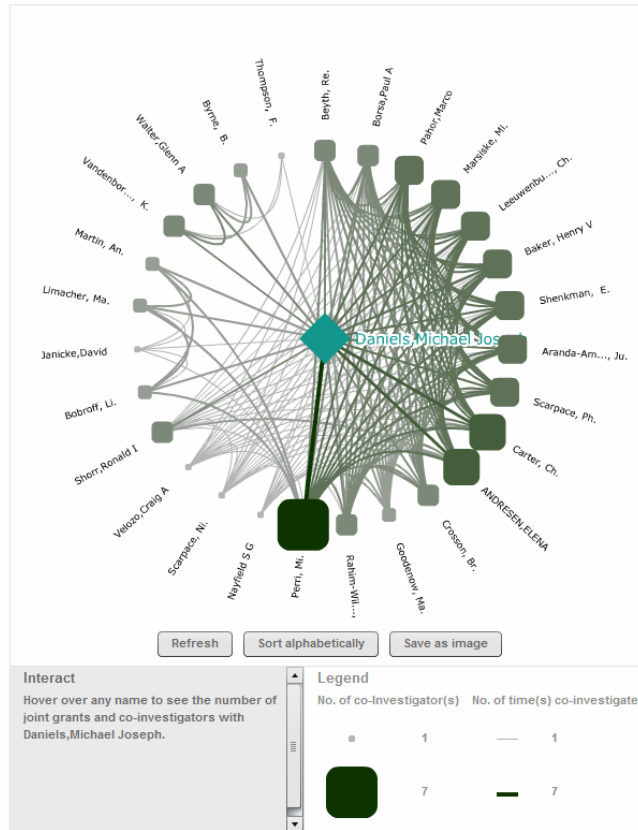 Thompson, F.
Beyth, Re.
Borsa,Paul A
Pahor,Marco
Marsiske, Mi.
Leeuwenbu..., Ch.
Baker, Henry V
Shenkman, E.
Aranda-Am..., Ju.
Scarpace, Ph.
Carter, Ch.
ANDRESEN,ELENA
Crosson, Br.
Goodenow, Ma.
Rahim-Wil...,
Perri, Mi.
Nayfield S G
Scarpace, Ni.
Velozo,Craig A
Shorr,Ronald I
Bobroff, Li.
Janicke,David
Limacher, Ma.
Martin, An.
Vandenbor..., K.
Walter,Glenn A
Byrne, B.
Daniels,Michael Joseph
Refresh
Sort alphabetically
Save as image
Interact
Hover over any name to see the number of
joint grants and co-investigators with
Daniels,Michael Joseph.
Legend
No. of co-Investigator(s) No. of time(s) co-investigate
1 1
7 7